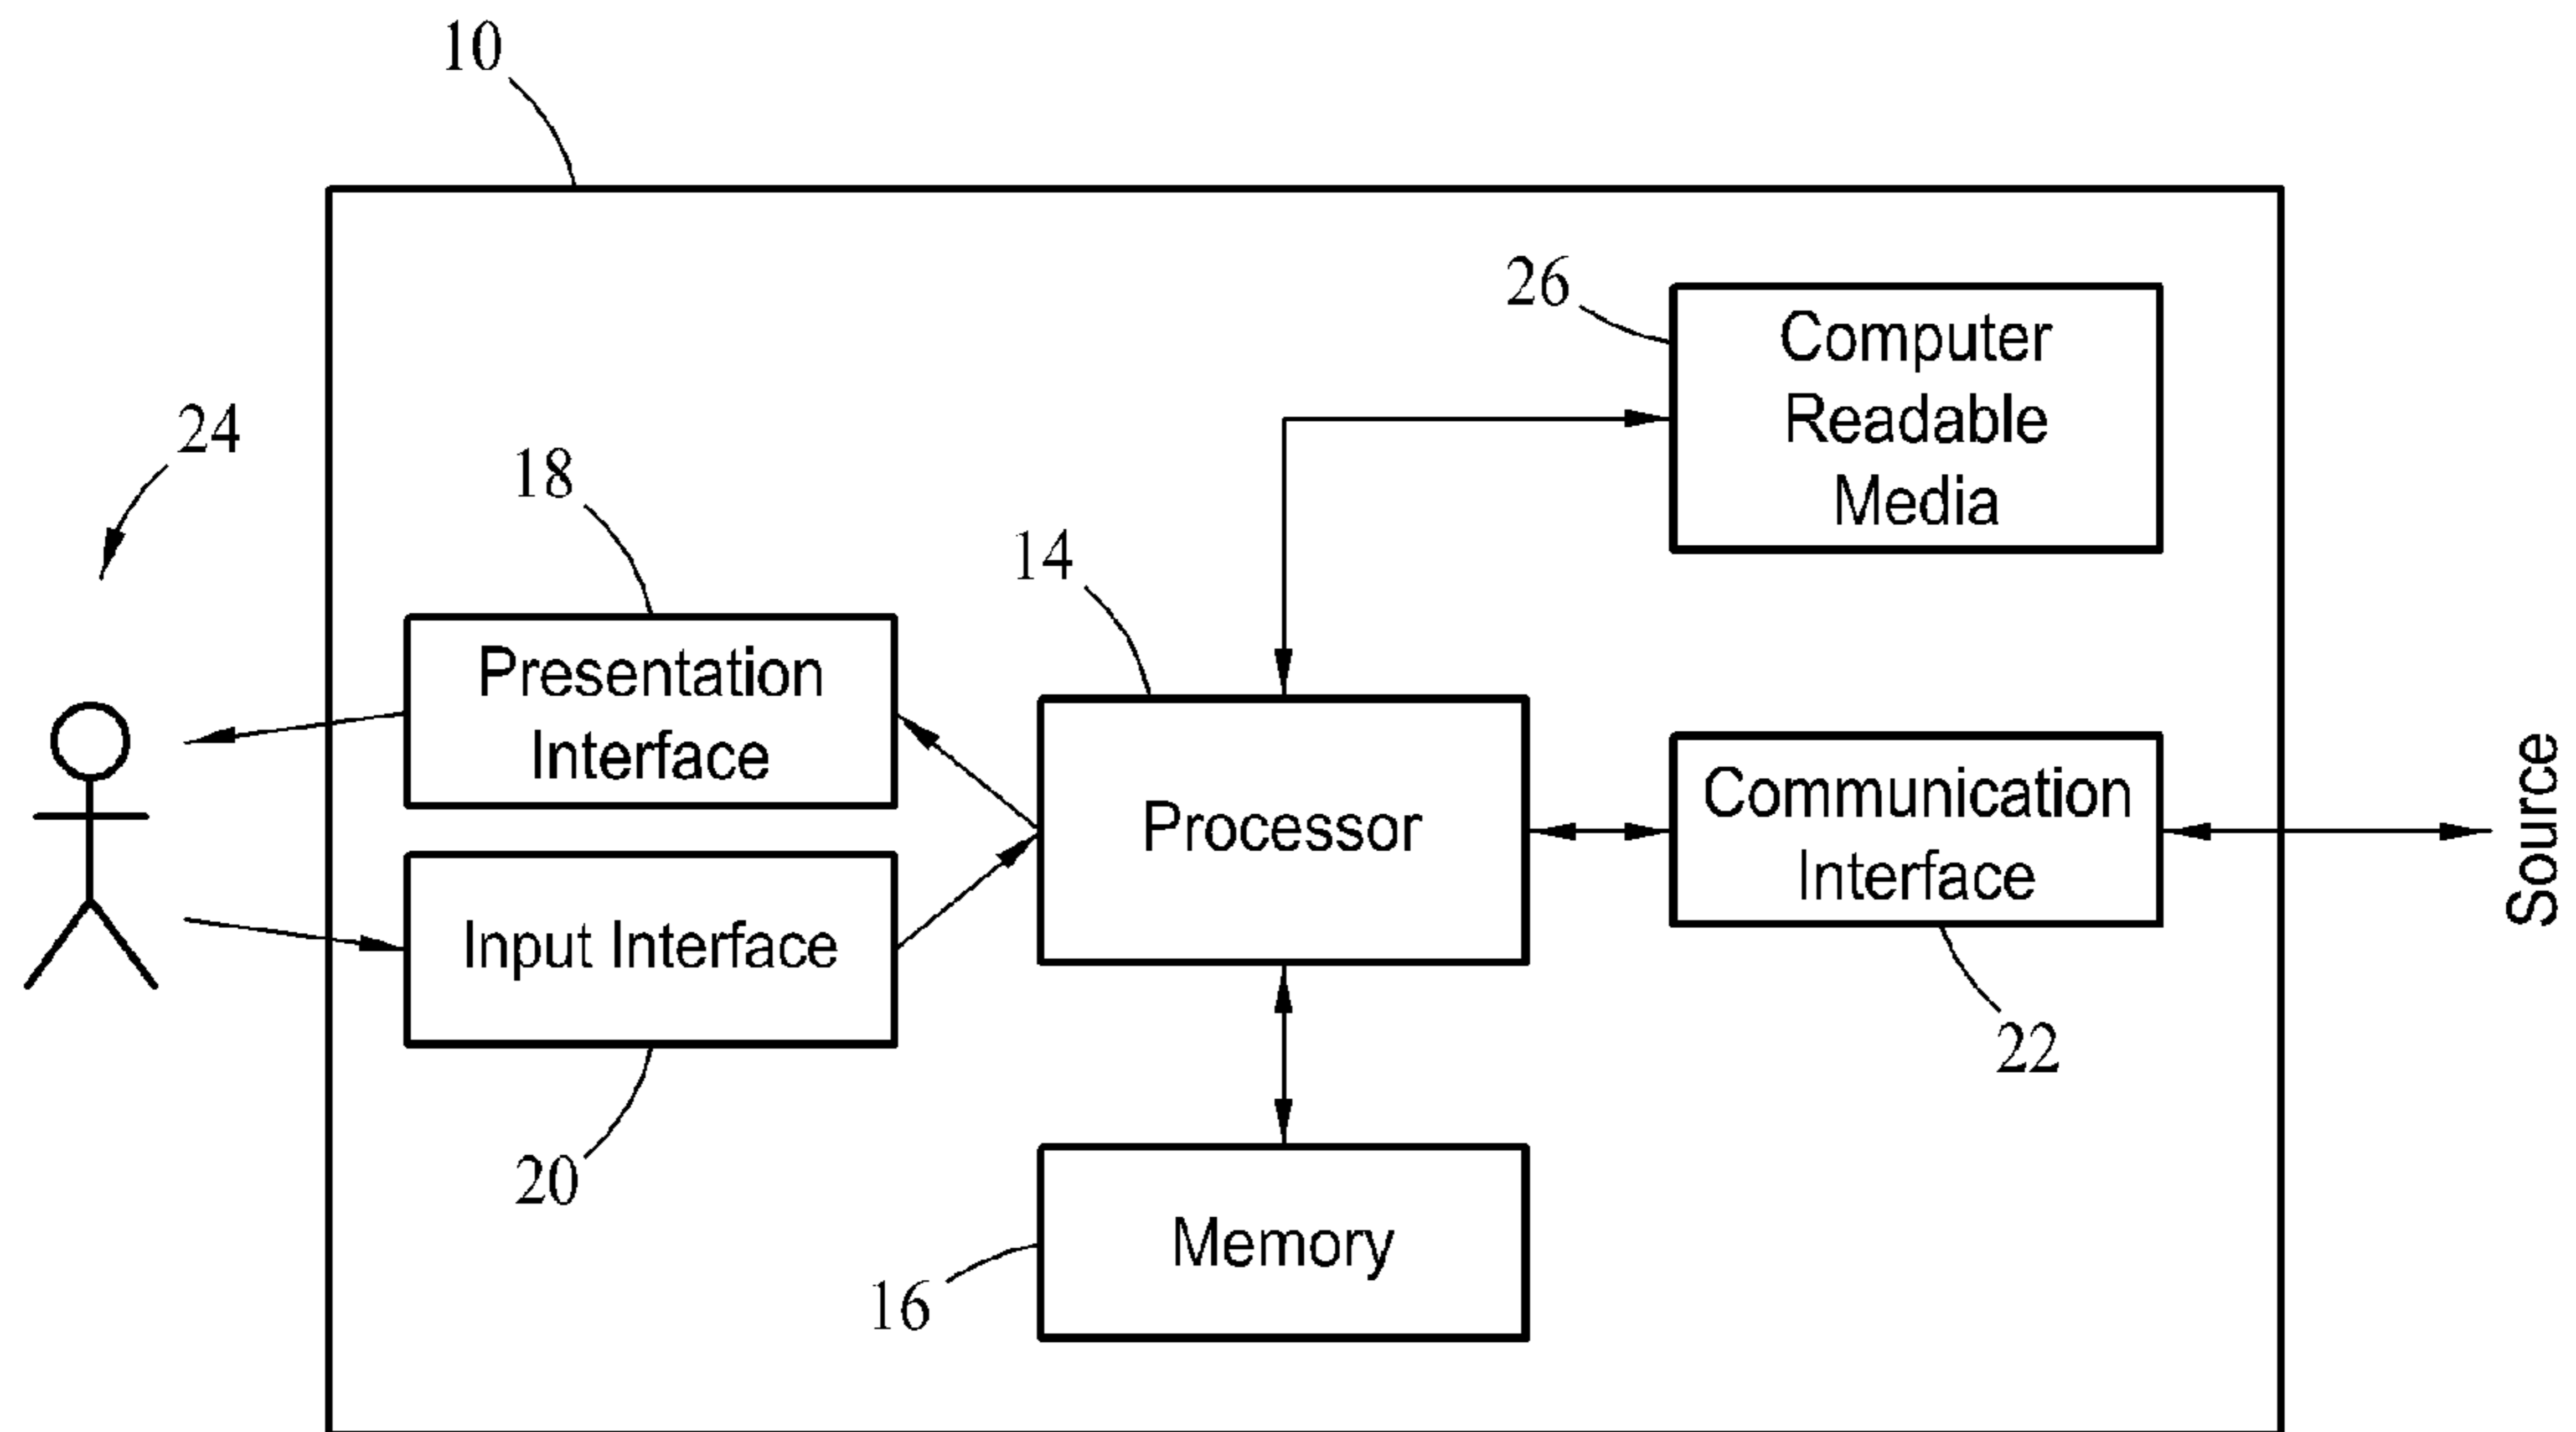 10
26
Computer
Readable
Media
24
18
14
Presentation
Interface
Processor
Communication
Interface
Source
Input Interface
22
20
Memory
16